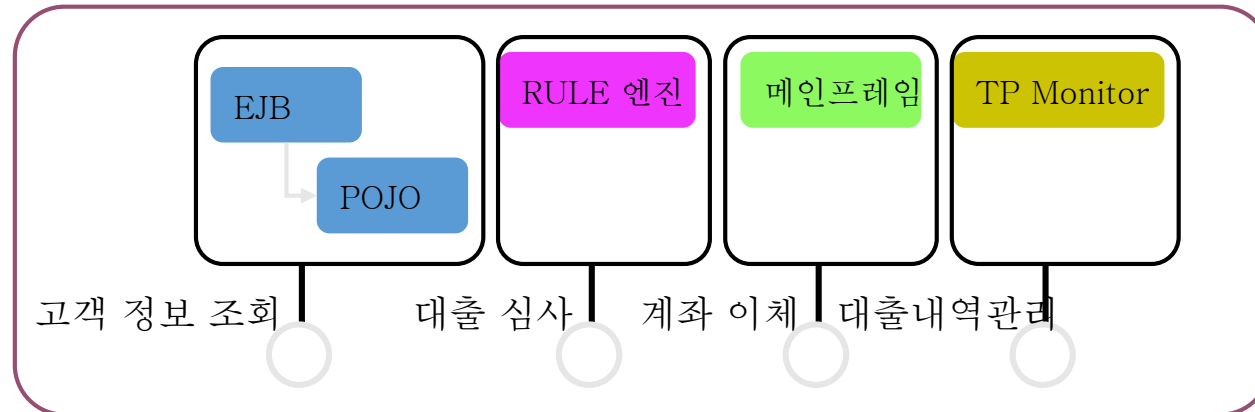 EJB
POJO
RULE 엔진
메인프레임
TP Monitor
고객 정보 조회
대출 심사
계좌 이체
대출내역관리